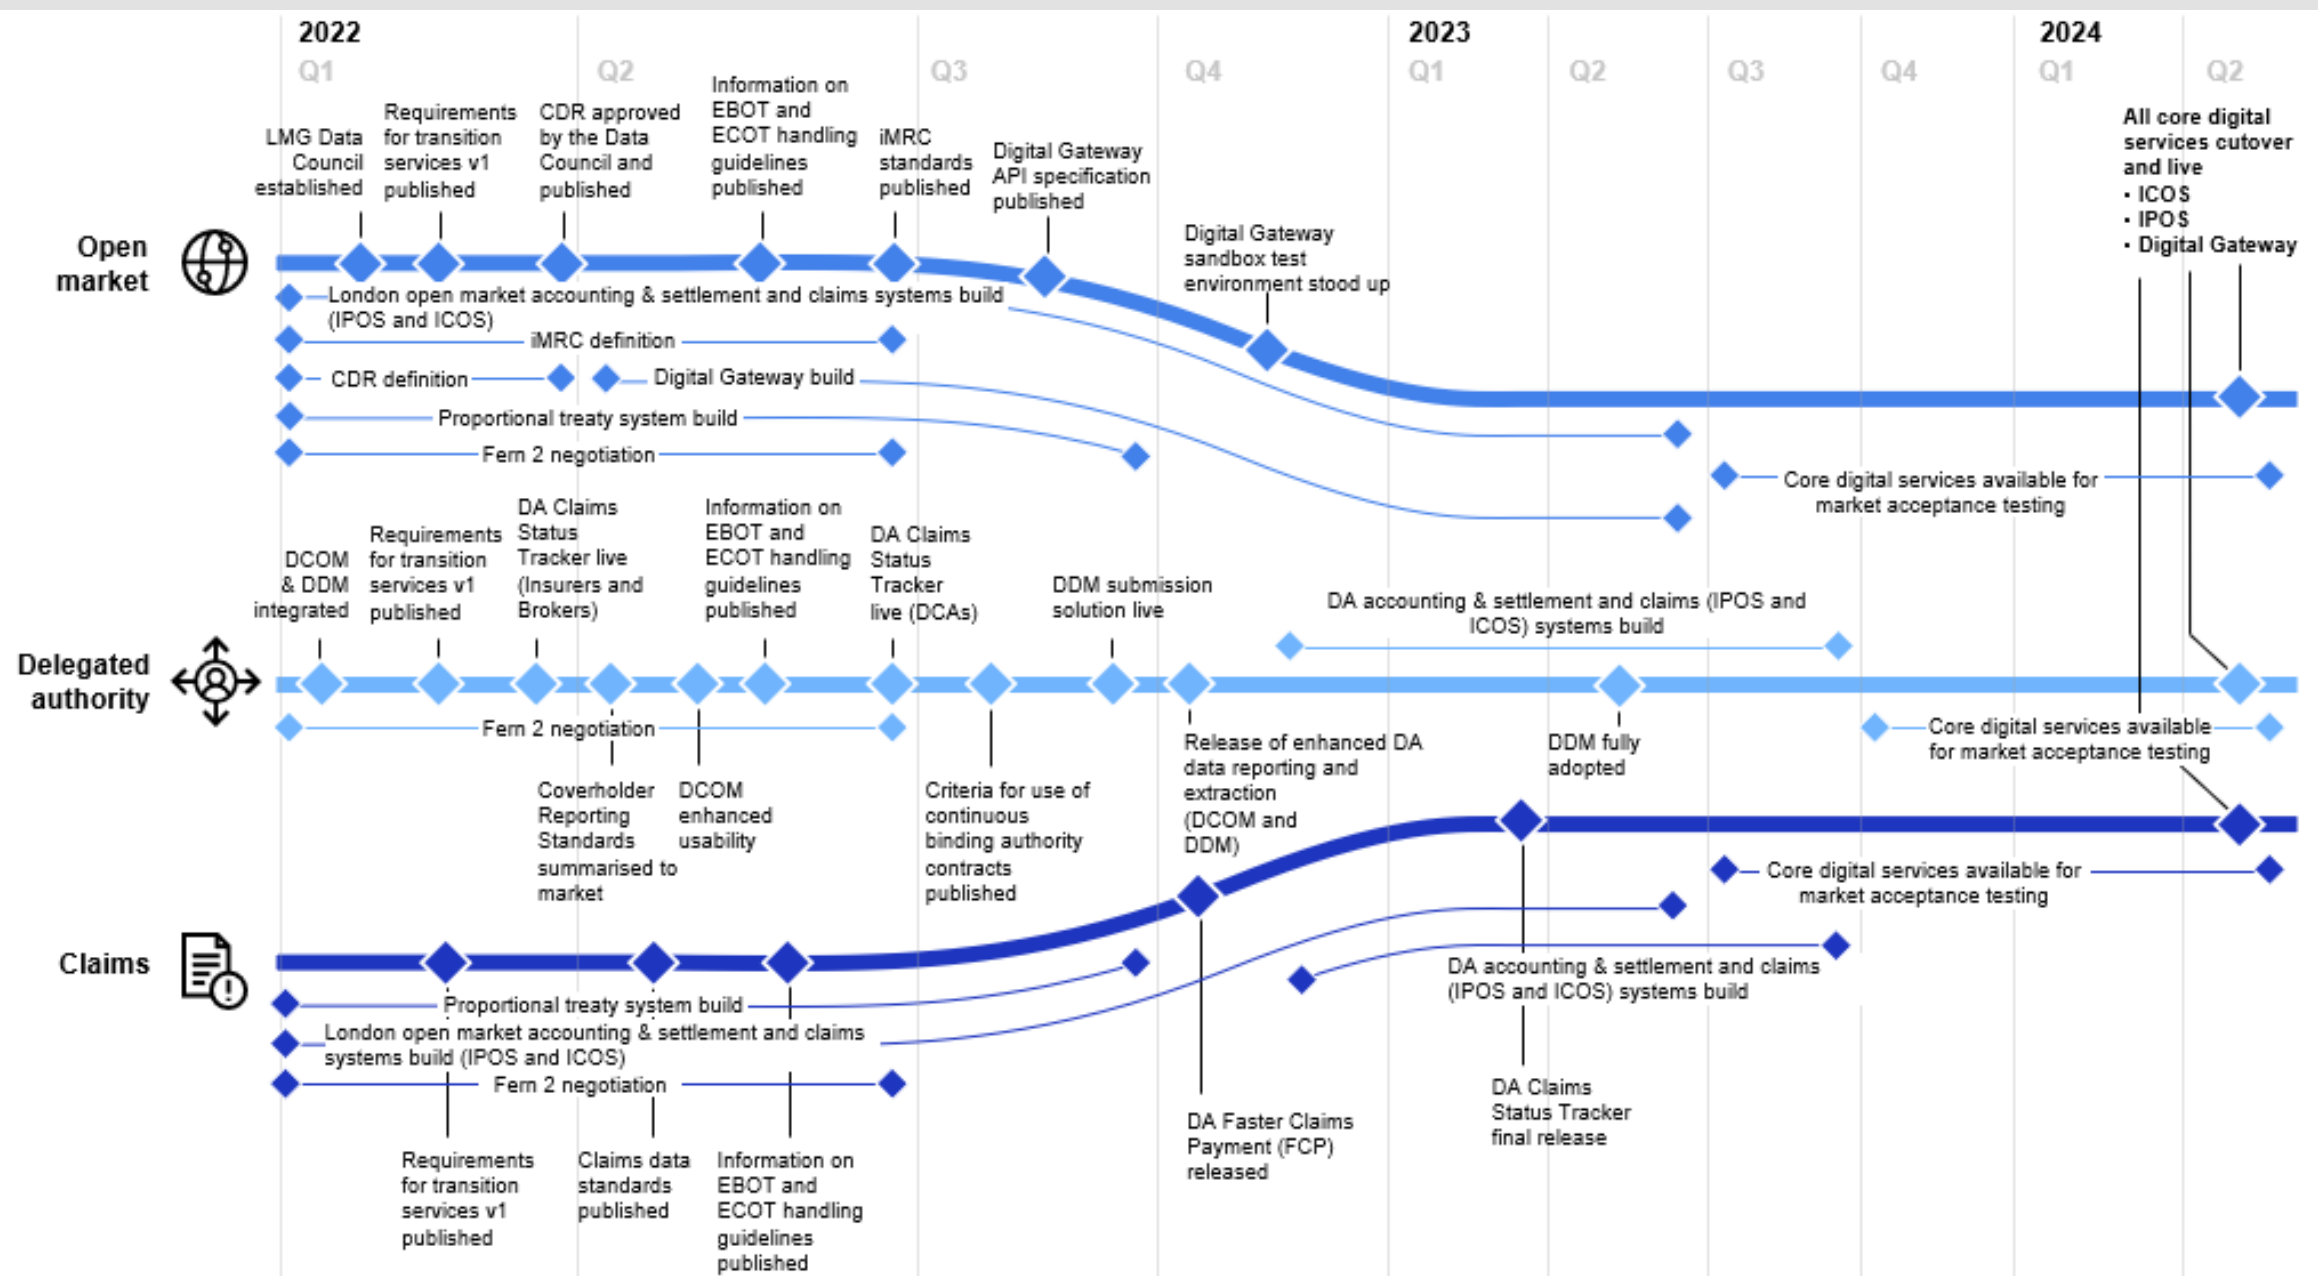 2022
2023
2024
Q1
Q2
Q3
Q4
Q1
Q2
Q3
Q4
Q1
Q2
Open
market
LMG Data
Council
established
Requirements
for transition
services v1
published
CDR approved
by the Data
Council and
published
Information on
EBOT and
ECOT handling
guidelines
published
iMRC
standards
published
Digital Gateway
API specification
published
Digital Gateway
sandbox test
environment stood up
All core digital
services cutover
and live
• ICOS
• IPOS
• Digital Gateway
London open market accounting & settlement and claims systems build
(IPOS and ICOS)
iMRC definition
CDR definition
Digital Gateway build
Proportional treaty system build
Fern 2 negotiation
Core digital services available for
market acceptance testing
Delegated
authority
DCOM
& DDM
integrated
Requirements
for transition
services v1
published
DA Claims
Status
Tracker live
(Insurers and
Brokers)
Information on
EBOT and
ECOT handling
guidelines
published
DA Claims
Status
Tracker
live (DCAs)
DDM submission
solution live
DA accounting & settlement and claims (IPOS and
ICOS) systems build
Fern 2 negotiation
Coverholder
Reporting
Standards
summarised to
market
DCOM
enhanced
usability
Criteria for use of
continuous
binding authority
contracts
published
Release of enhanced DA
data reporting and
extraction
(DCOM and
DDM)
DDM fully
adopted
Core digital services available
for market acceptance testing
Claims
Proportional treaty system build
London open market accounting & settlement and claims
systems build (IPOS and ICOS)
Fern 2 negotiation
Core digital services available for
market acceptance testing
DA accounting & settlement and claims
(IPOS and ICOS) systems build
Requirements
for transition
services v1
published
Claims data
standards
published
Information on
EBOT and
ECOT handling
guidelines
published
DA Faster Claims
Payment (FCP)
released
DA Claims
Status Tracker
final release